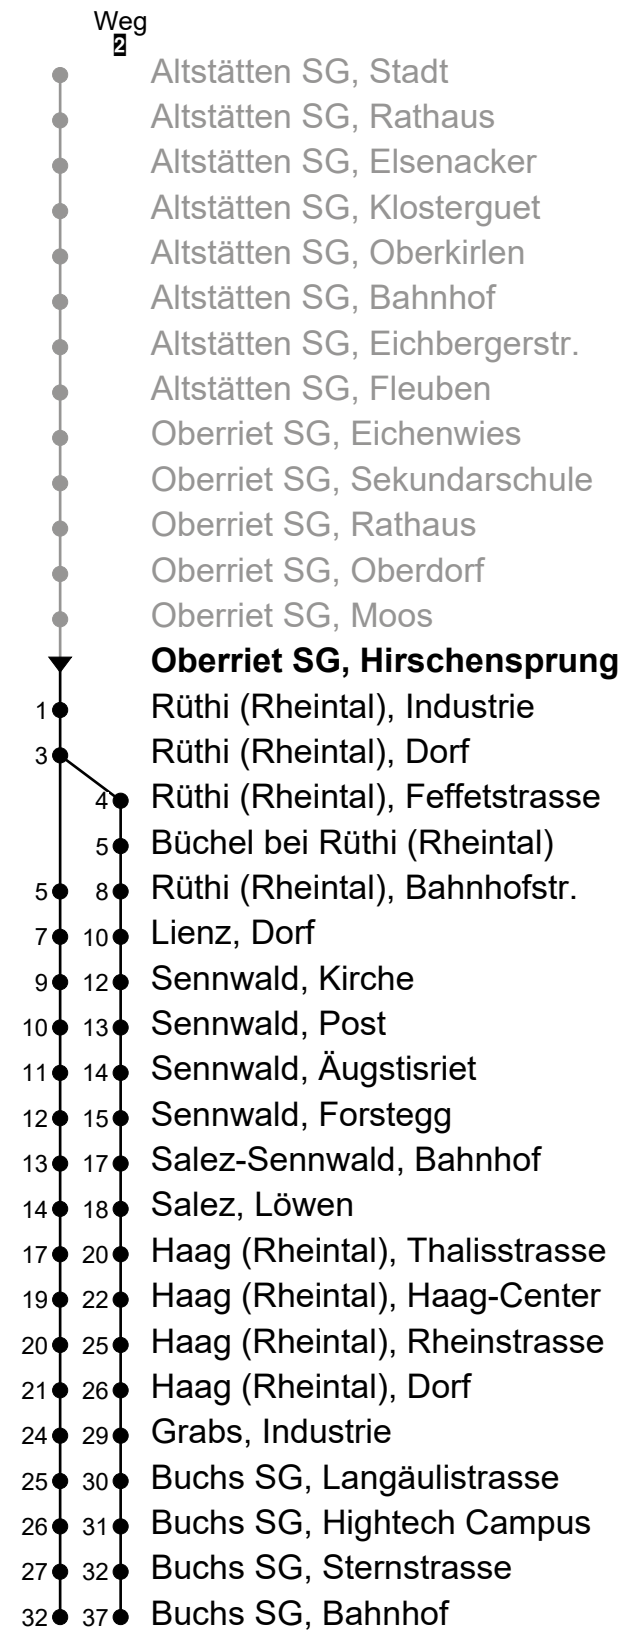 Weg
2
Altstätten SG, Stadt
Altstätten SG, Rathaus
Altstätten SG, Elsenacker
Altstätten SG, Klosterguet
Altstätten SG, Oberkirlen
Altstätten SG, Bahnhof
Altstätten SG, Eichbergerstr.
Altstätten SG, Fleuben
Oberriet SG, Eichenwies
Oberriet SG, Sekundarschule
Oberriet SG, Rathaus
Oberriet SG, Oberdorf
Oberriet SG, Moos
Oberriet SG, Hirschensprung
1 Rüthi (Rheintal), Industrie
3 Rüthi (Rheintal), Dorf
4 Rüthi (Rheintal), Feffetstrasse
5 Büchel bei Rüthi (Rheintal)
5 8 Rüthi (Rheintal), Bahnhofstr.
7 10 Lienz, Dorf
9 12 Sennwald, Kirche
10 13 Sennwald, Post
11 14 Sennwald, Äugstisriet
12 15 Sennwald, Forstegg
13 17 Salez-Sennwald, Bahnhof
14 18 Salez, Löwen
17 20 Haag (Rheintal), Thalisstrasse
19 22 Haag (Rheintal), Haag-Center
20 25 Haag (Rheintal), Rheinstrasse
21 26 Haag (Rheintal), Dorf
24 29 Grabs, Industrie
25 30 Buchs SG, Langäulistrasse
26 31 Buchs SG, Hightech Campus
27 32 Buchs SG, Sternstrasse
32 37 Buchs SG, Bahnhof